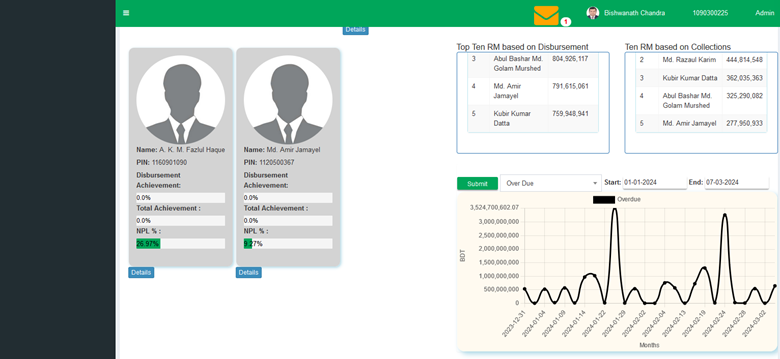 1
Bishwanath Chandra
1090300225
Admin
Details
Name: A. K. M. Fazlul Haque
PIN: 1160901090
Disbursement
Achievement:
0.0%
Total Achievement :
0.0%
NPL % :
26.97%
Details
Name: Md. Amir Jamayel
PIN: 1120500367
Disbursement
Achievement:
0.0%
Total Achievement :
0.0%
NPL % :
9.27%
Details
Top Ten RM based on Disbursement
3 Abul Bashar Md. 804,926,117
Golam Murshed
4 Md. Amir 791,615,061
Jamayel
5 Kubir Kumar 759,948,941
Datta
Ten RM based on Collections
2 Md. Razaul Karim 444,814,548
3 Kubir Kumar Datta 362,035,363
4 Abul Bashar Md. 325,290,082
Golam Murshed
5 Md. Amir Jamayel 277,950,933
Submit
Over Due
Start: 01-01-2024 End: 07-03-2024
Overdue
3,524,700,602.07
3,000,000,000
2,500,000,000
2,000,000,000
1,500,000,000
1,000,000,000
500,000,000
0
BDT
2023-12-31
2024-01-04
2024-01-09
2024-01-14
2024-01-22
2024-01-29
2024-02-02
2024-02-04
2024-02-13
2024-02-19
2024-02-24
2024-02-28
2024-03-02
Months